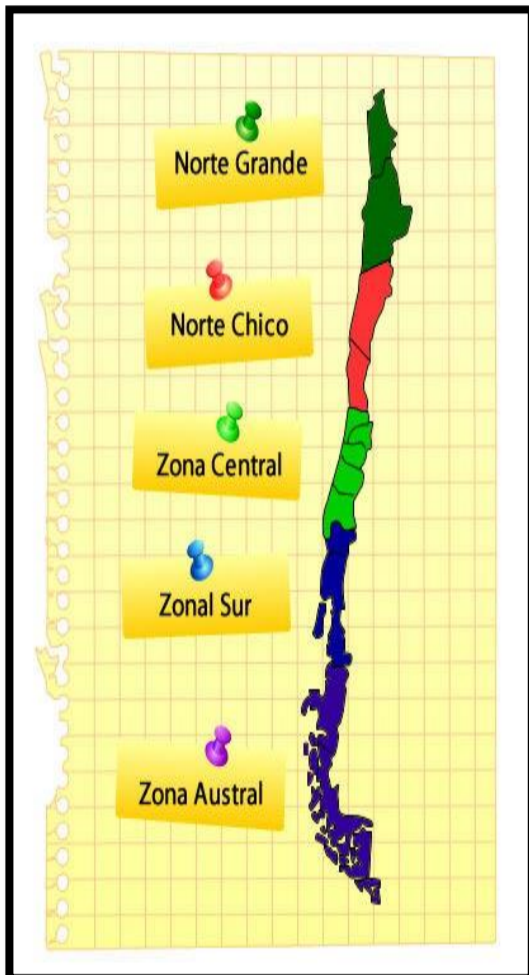 Norte Grande
Norte Chico
Zona Central
Zonal Sur
Zona Austral